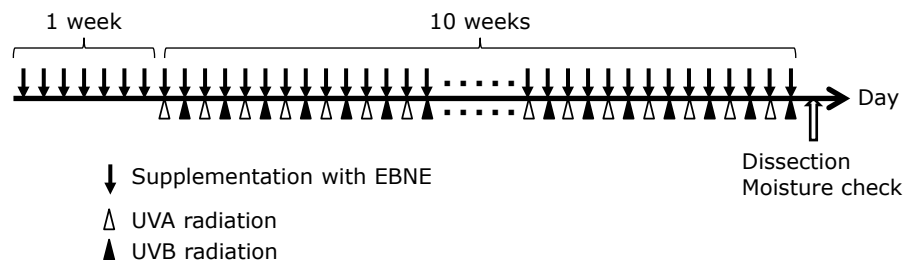 1 week
10 weeks
Day
Dissection
Moisture check
Supplementation with EBNE
UVA radiation
UVB radiation